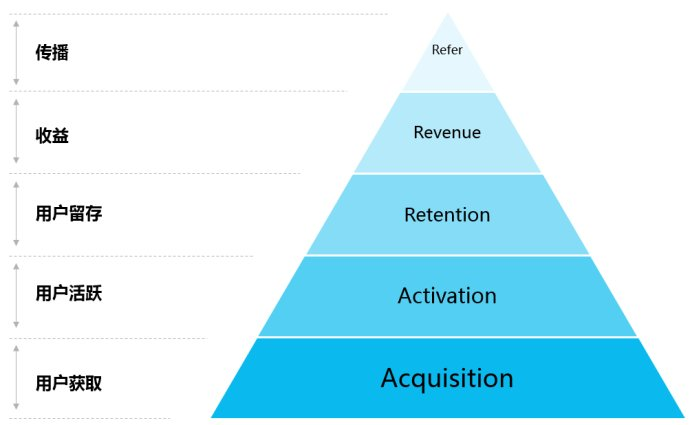 传播
Refer
收益
Revenue
用户留存
Retention
用户活跃
Activation
用户获取
Acquisition